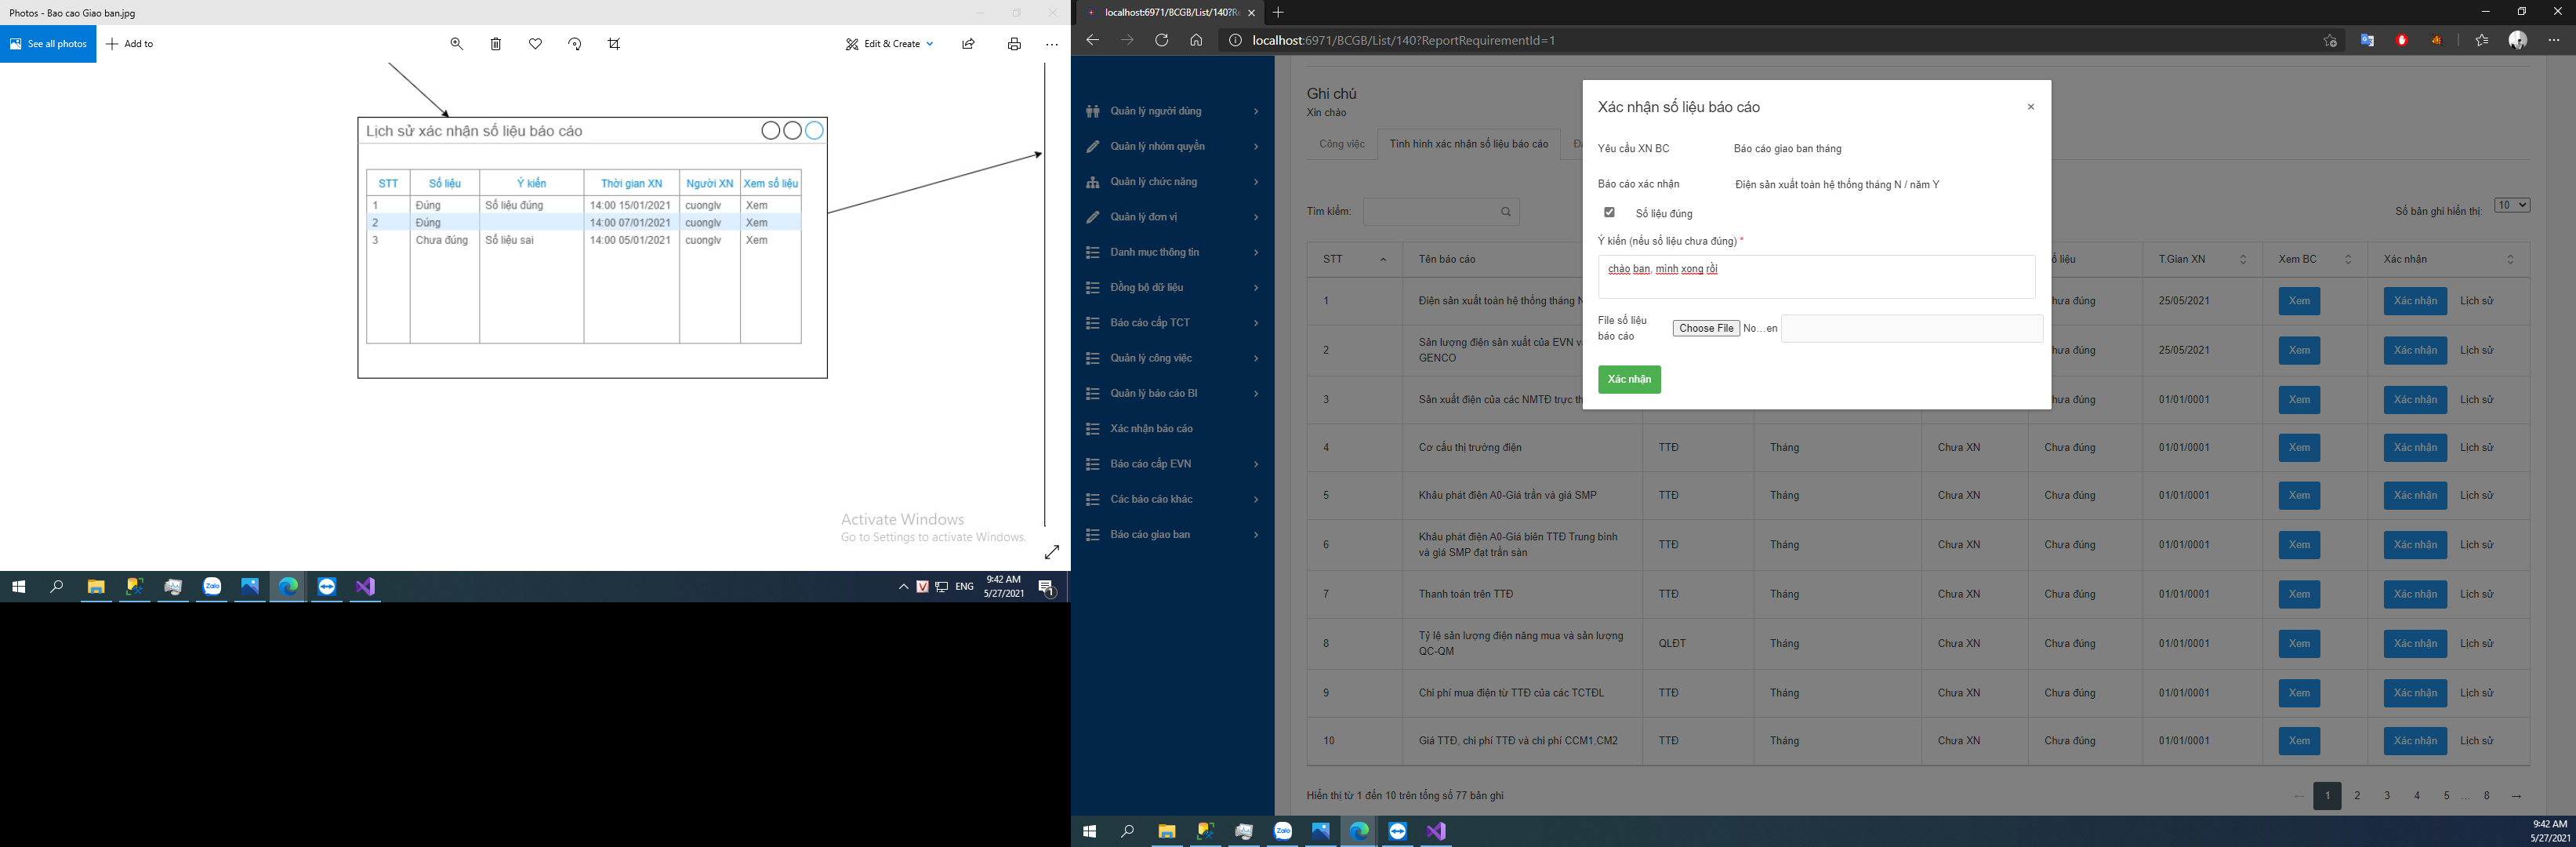 Photos - Bao cao Giao ban.jpg
See all photos
Add to
Edit & Create
Lịch sử xác nhận số liệu báo cáo
STT Số liệu Ý kiến Thời gian XN Người XN Xem số liệu
1 Đúng Số liệu đúng 14:00 15/01/2021 cuonglv Xem
2 Đúng 14:00 07/01/2021 cuonglv Xem
3 Chưa đúng Số liệu sai 14:00 05/01/2021 cuonglv Xem
Activate Windows
Go to Settings to activate Windows.
Zalo
ENG
9:42 AM
5/27/2021
1
localhost:6971/BCGB/List/140?R
localhost:6971/BCGB/List/140?ReportRequirementId=1
Quản lý người dùng
Quản lý nhóm quyền
Quản lý chức năng
Quản lý đơn vị
Danh mục thông tin
Đồng bộ dữ liệu
Báo cáo cấp TCT
Quản lý công việc
Quản lý báo cáo BI
Xác nhận báo cáo
Báo cáo cấp EVN
Các báo cáo khác
Báo cáo giao ban
Ghi chú
Xin chào
Công việc
Tình hình xác nhận số liệu báo cáo
Tìm kiếm:
Số bản ghi hiển thị: 10
Xác nhận số liệu báo cáo
×
Yêu cầu XN BC Báo cáo giao ban tháng
Báo cáo xác nhận Điện sản xuất toàn hệ thống tháng N / năm Y
Số liệu đúng
Ý kiến (nếu số liệu chưa đúng) *
chào bạn, mình xong rồi
File số liệu
báo cáo
Choose File No...en
Xác nhận
STT Tên báo cáo ố liệu T.Gian XN Xem BC Xác nhận
1 Điện sản xuất toàn hệ thống tháng N hưa đúng 25/05/2021 Xem Xác nhận Lịch sử
2 Sản lượng điện sản xuất của EVN v
GENCO hưa đúng 25/05/2021 Xem Xác nhận Lịch sử
3 Sản xuất điện của các NMTĐ trực th hưa đúng 01/01/0001 Xem Xác nhận Lịch sử
4 Cơ cấu thị trường điện TTĐ Tháng Chưa XN Chưa đúng 01/01/0001 Xem Xác nhận Lịch sử
5 Khâu phát điện A0-Giá trần và giá SMP TTĐ Tháng Chưa XN Chưa đúng 01/01/0001 Xem Xác nhận Lịch sử
6 Khâu phát điện A0-Giá biên TTĐ Trung bình
và giá SMP đạt trần sàn TTĐ Tháng Chưa XN Chưa đúng 01/01/0001 Xem Xác nhận Lịch sử
7 Thanh toán trên TTĐ TTĐ Tháng Chưa XN Chưa đúng 01/01/0001 Xem Xác nhận Lịch sử
8 Tỷ lệ sản lượng điện năng mua và sản lượng
QC-QM QLĐT Tháng Chưa XN Chưa đúng 01/01/0001 Xem Xác nhận Lịch sử
9 Chi phí mua điện từ TTĐ của các TCTĐL TTĐ Tháng Chưa XN Chưa đúng 01/01/0001 Xem Xác nhận Lịch sử
10 Giá TTĐ, chi phí TTĐ và chi phí CCM1,CM2 TTĐ Tháng Chưa XN Chưa đúng 01/01/0001 Xem Xác nhận Lịch sử
Hiển thị từ 1 đến 10 trên tổng số 77 bản ghi
← 1 2 3 4 5 ... 8 →
Zalo
9:42 AM
5/27/2021